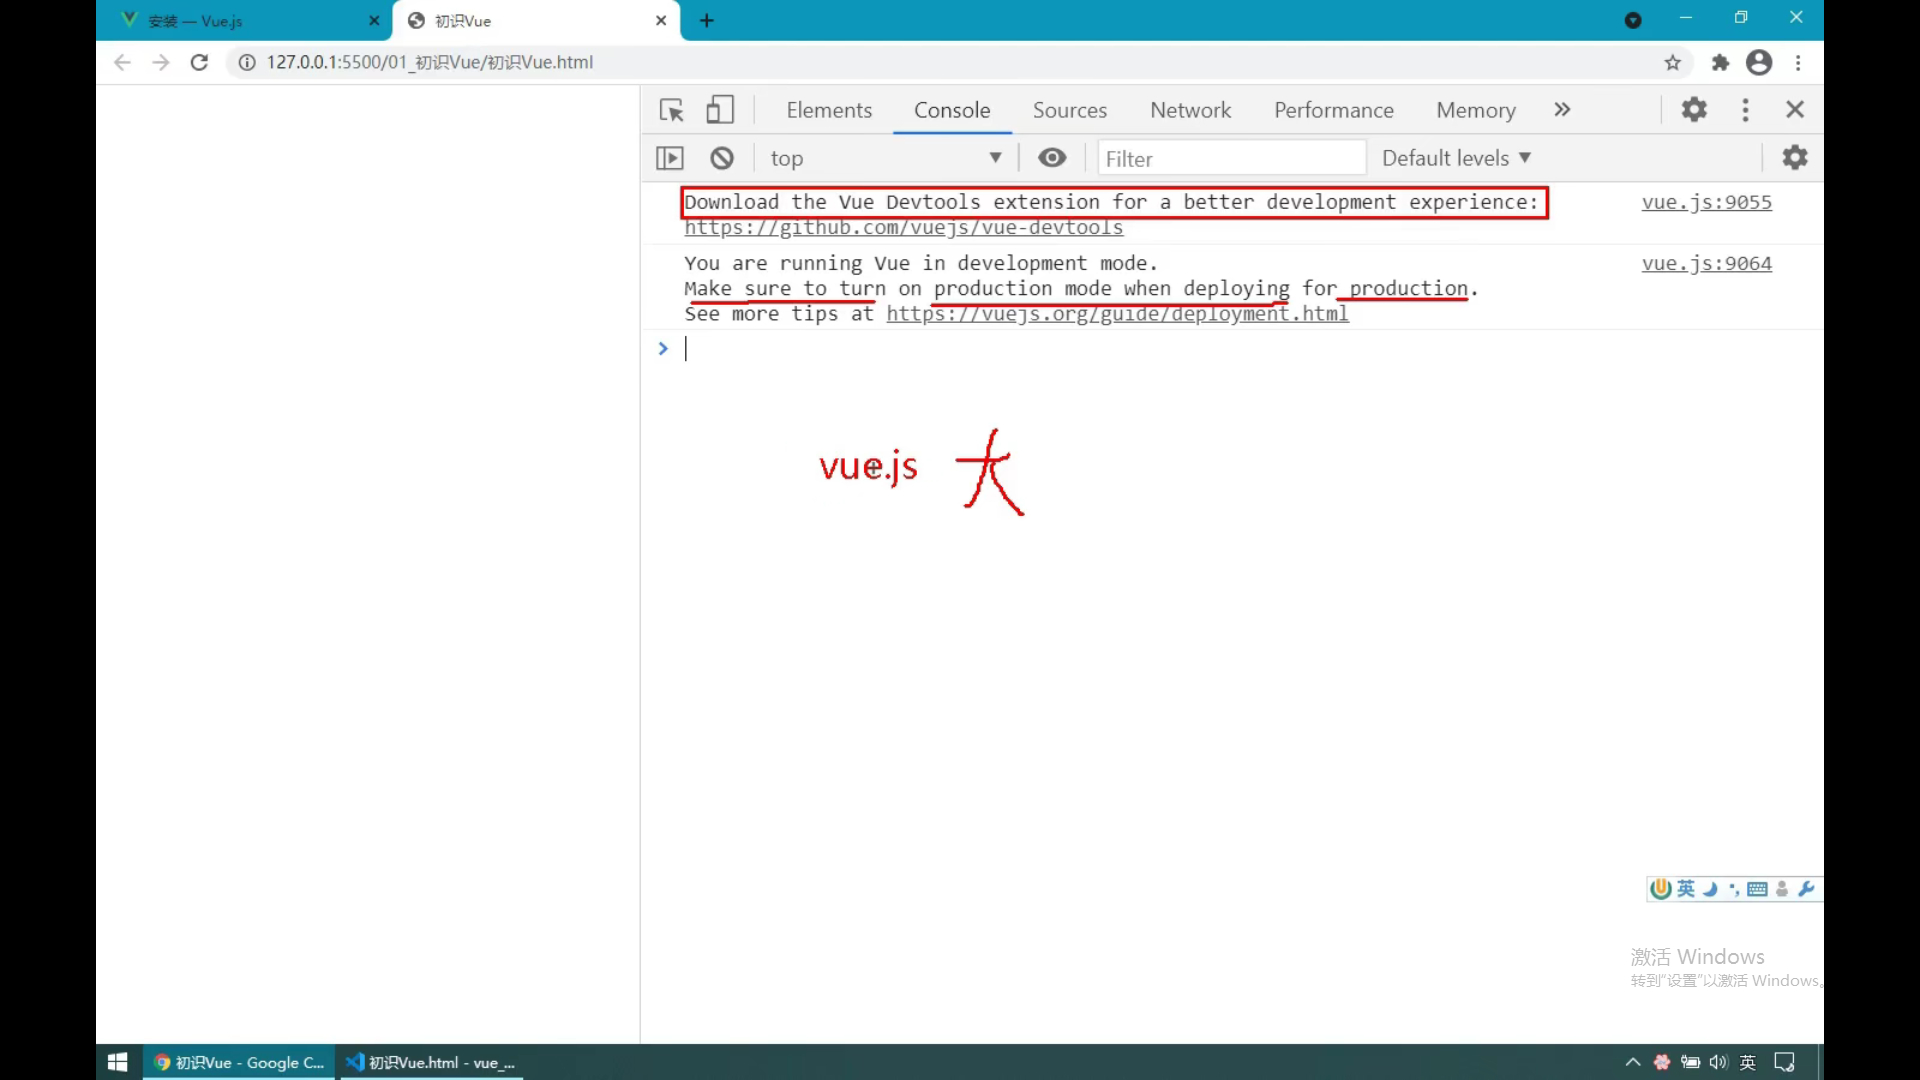 安装 — Vue.js
初识Vue
127.0.0.1:5500/01_初识Vue/初识Vue.html
Elements Console Sources Network Performance Memory
top Filter Default levels
Download the Vue Devtools extension for a better development experience: vue.js:9055
https://github.com/vuejs/vue-devtools
You are running Vue in development mode. vue.js:9064
Make sure to turn on production mode when deploying for production.
See more tips at https://vuejs.org/guide/deployment.html
vue.js 大
英
激活 Windows
转到“设置”以激活 Windows。
初识Vue - Google C... 初识Vue.html - vue_... 英